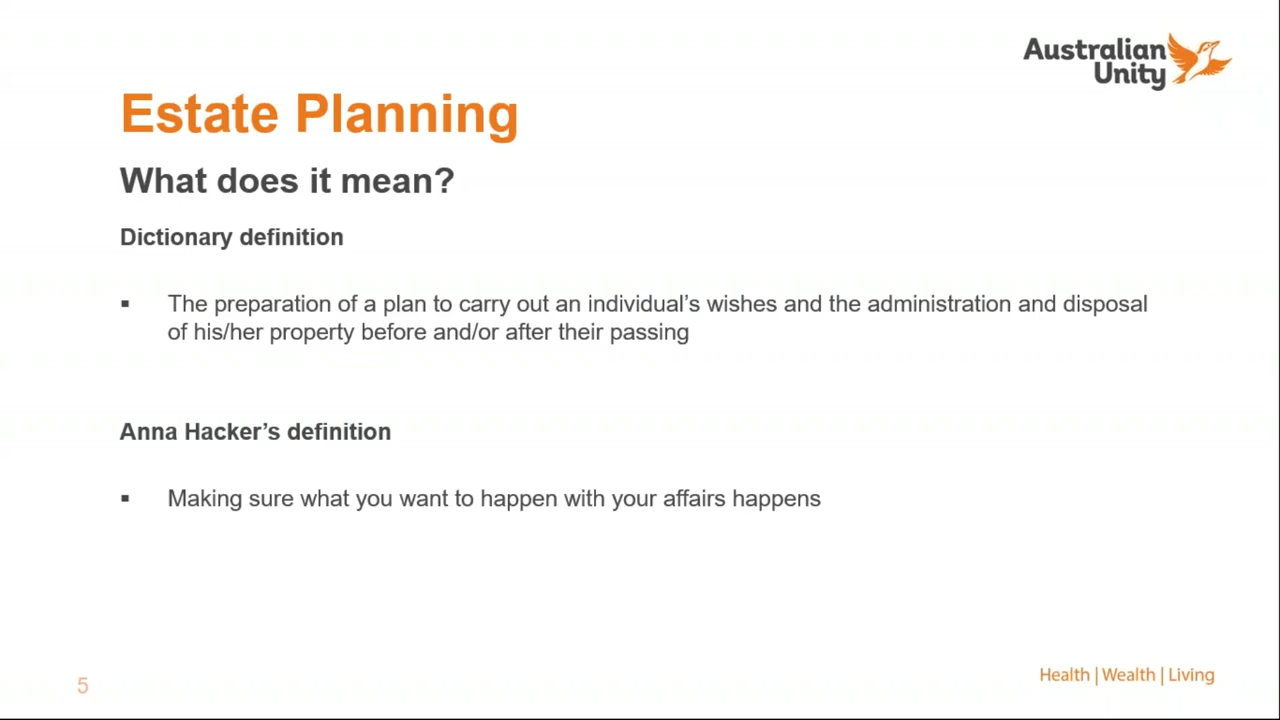 Australian
Unity
Estate Planning
What does it mean?
Dictionary definition
▪ The preparation of a plan to carry out an individual’s wishes and the administration and disposal
of his/her property before and/or after their passing
Anna Hacker’s definition
▪ Making sure what you want to happen with your affairs happens
5
Health | Wealth | Living